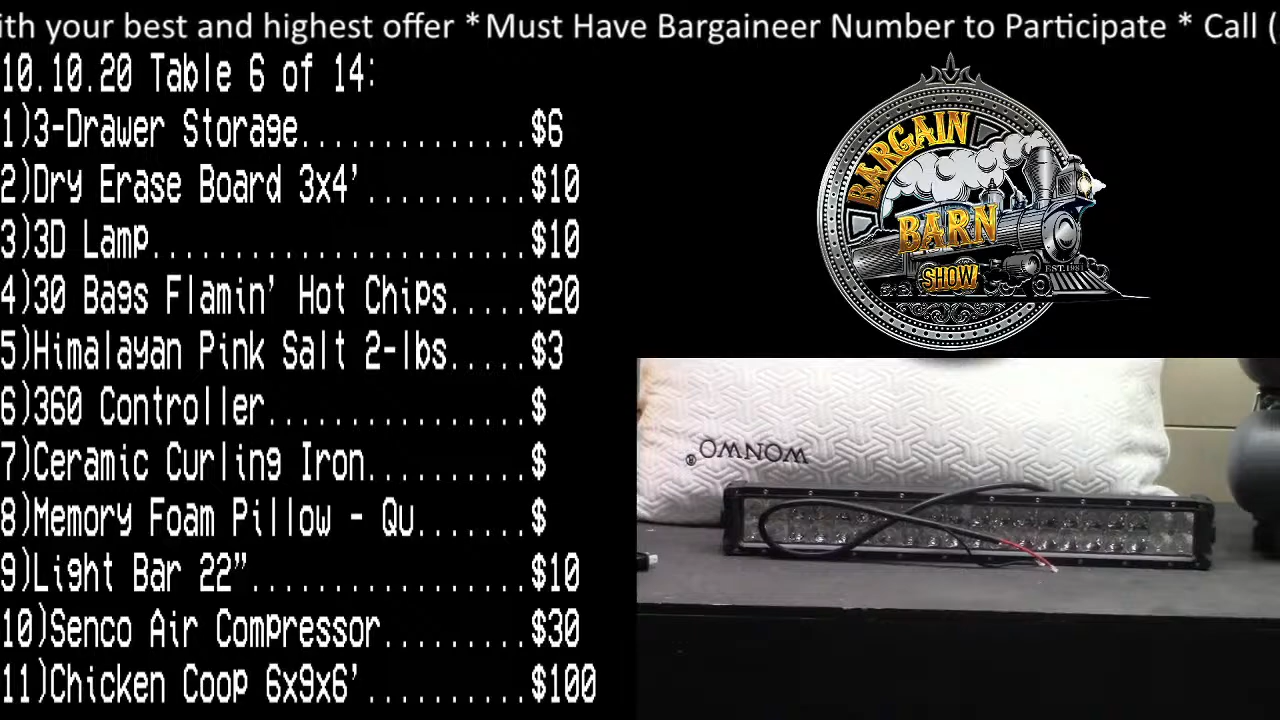 ith your best and highest offer *Must Have Bargaineer Number to Participate * Call (
10.10.20 Table 6 of 14:
1)3-Drawer Storage..............$6
2)Dry Erase Board 3x4'..........$10
3)3D Lamp.......................$10
4)30 Bags Flamin' Hot Chips.....$20
5)Himalayan Pink Salt 2-lbs.....$3
6)360 Controller................$
7)Ceramic Curling Iron..........$
8)Memory Foam Pillow - Qu.......$
9)Light Bar 22".................$10
10)Senco Air Compressor.........$30
11)Chicken Coop 6x9x6'..........$100
BARGAIN
BARN
SHOW
OMNOM®